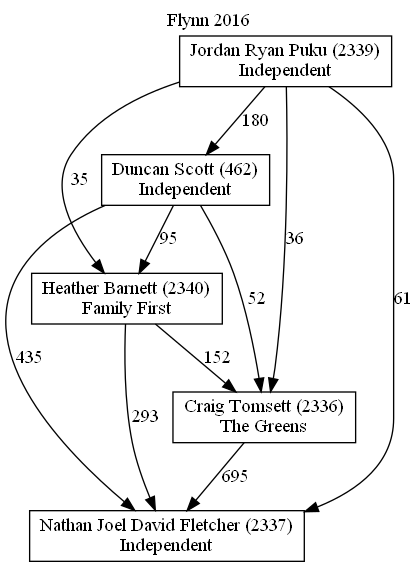 Flynn 2016
Jordan Ryan Puku (2339)
Independent
180
Duncan Scott (462)
Independent
35
95
36
52
61
Heather Barnett (2340)
Family First
435
152
293
Craig Tomsett (2336)
The Greens
695
Nathan Joel David Fletcher (2337)
Independent